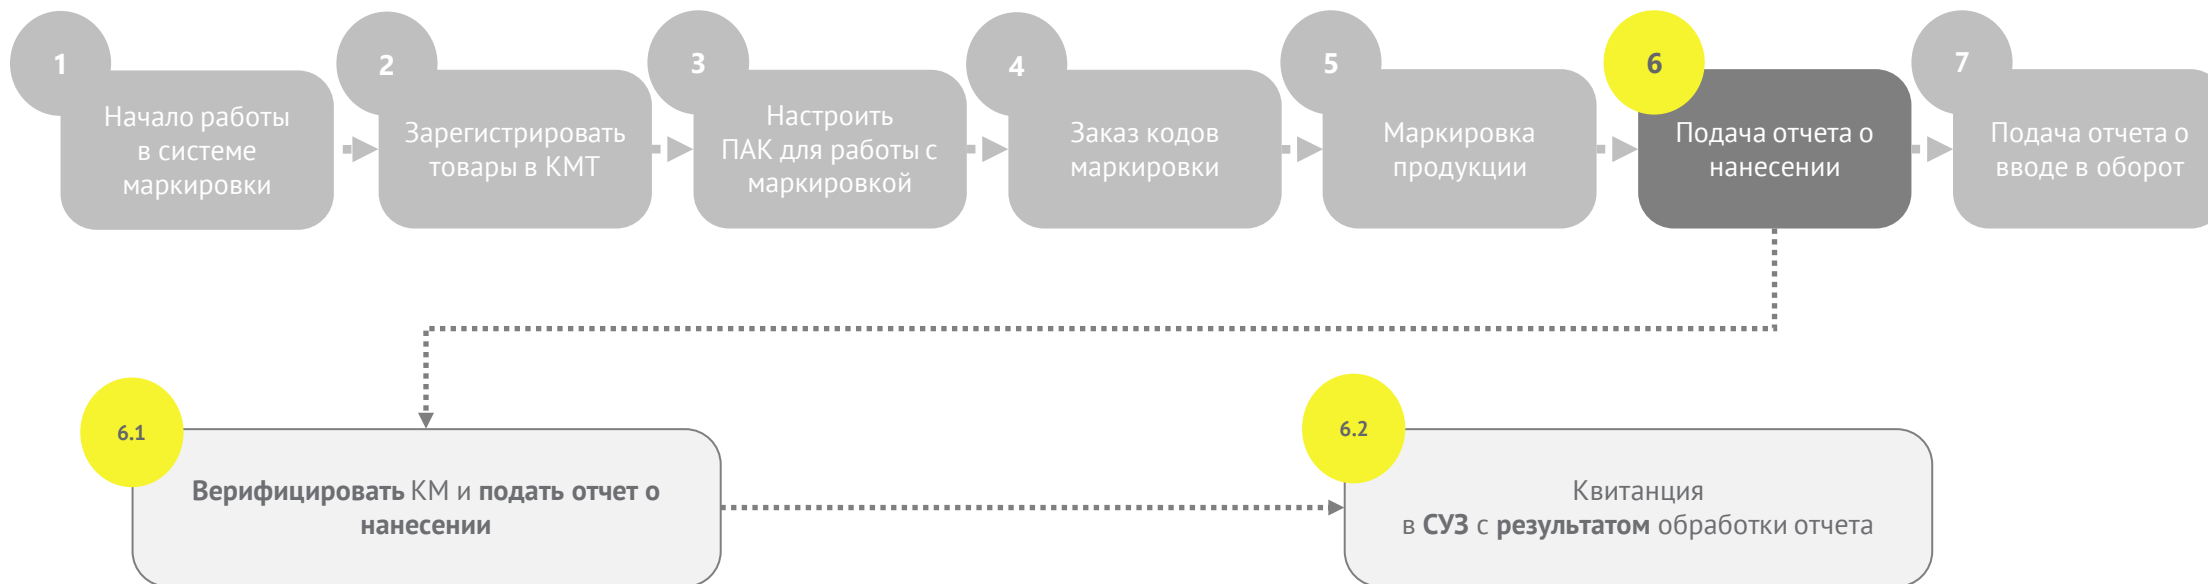 1
Начало работы
в системе
маркировки
2
Зарегистрировать
товары в КМТ
3
Настроить
ПАК для работы с
маркировкой
4
Заказ кодов
маркировки
5
Маркировка
продукции
6
Подача отчета о
нанесении
7
Подача отчета о
вводе в оборот
6.1
Верифицировать КМ и подать отчет о
нанесении
6.2
Квитанция
в СУЗ с результатом обработки отчета